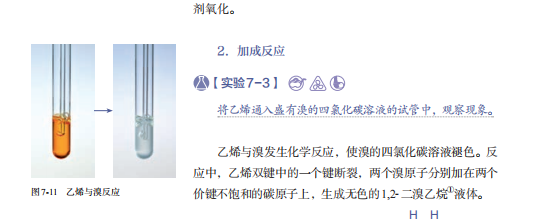 剂氧化。
2. 加成反应
【实验7-3】
将乙烯通入盛有溴的四氯化碳溶液的试管中，观察现象。
乙烯与溴发生化学反应，使溴的四氯化碳溶液褪色。反
应中，乙烯双键中的一个键断裂，两个溴原子分别加在两个
价键不饱和的碳原子上，生成无色的1,2-二溴乙烷①液体。
图7-11 乙烯与溴反应
H H